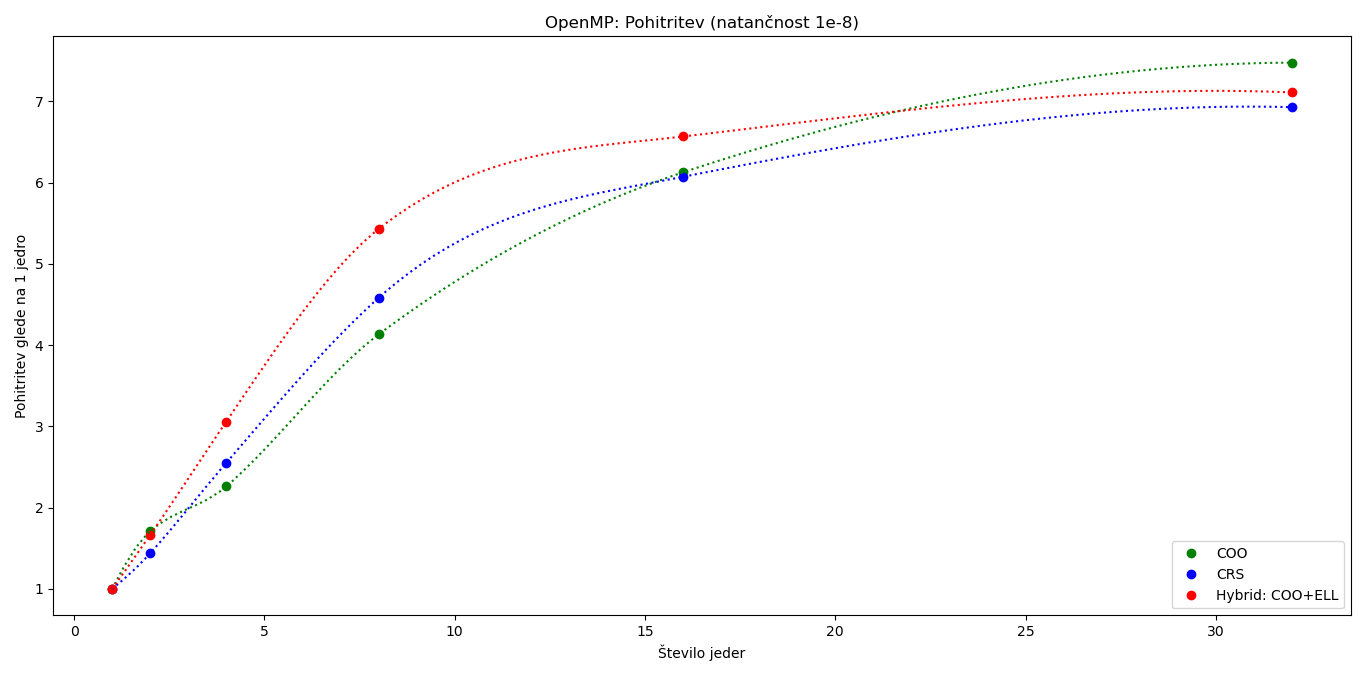 OpenMP: Pohitritev (natančnost 1e-8)
Pohitritev glede na 1 jedro
7
6
5
4
3
2
1
0 5 10 15 20 25 30
Število jeder
COO
CRS
Hybrid: COO+ELL